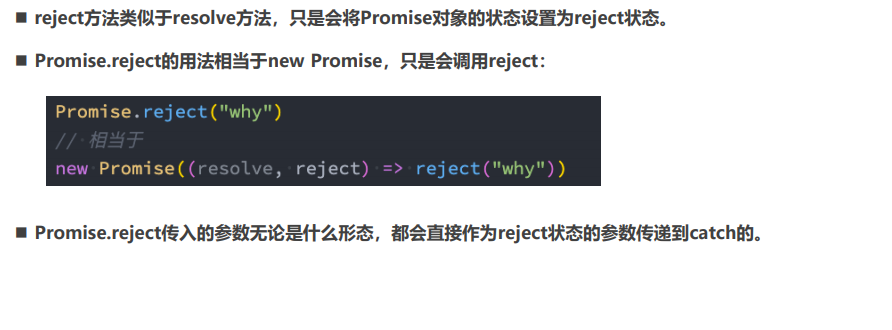 ■ reject方法类似于resolve方法，只是会将Promise对象的状态设置为reject状态。
■ Promise.reject的用法相当于new Promise，只是会调用reject：
Promise.reject("why")
// 相当于
new Promise((resolve, reject) => reject("why"))
■ Promise.reject传入的参数无论是什么形态，都会直接作为reject状态的参数传递到catch的。